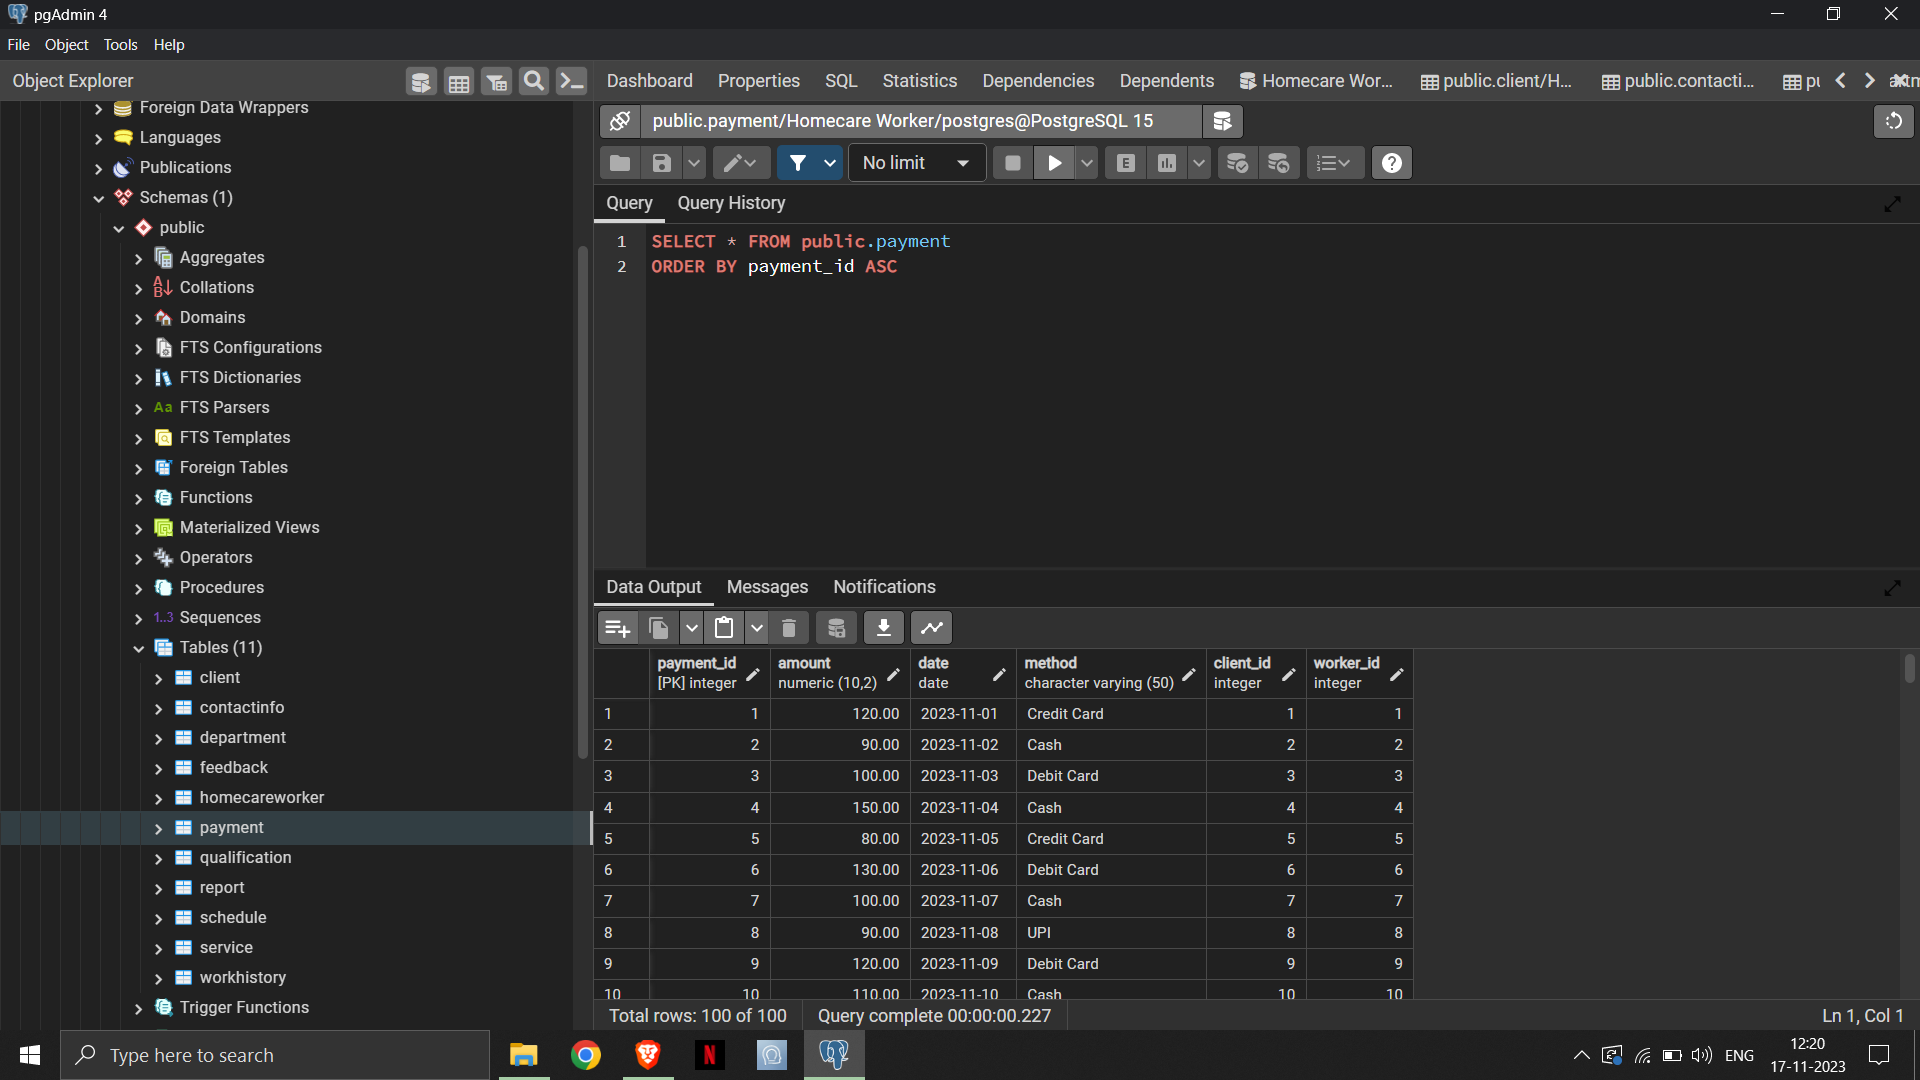 pgAdmin 4
File Object Tools Help
Object Explorer
Dashboard Properties SQL Statistics Dependencies Dependents Homecare Wor... public.client/H... public.contacti...
Foreign Data Wrappers
Languages
Publications
Schemas (1)
public
Aggregates
Collations
Domains
FTS Configurations
FTS Dictionaries
Aa FTS Parsers
FTS Templates
Foreign Tables
Functions
Materialized Views
Operators
Procedures
1..3 Sequences
Tables (11)
client
contactinfo
department
feedback
homecareworker
payment
qualification
report
schedule
service
workhistory
Trigger Functions
public.payment/Homecare Worker/postgres@PostgreSQL 15
No limit
E
Query Query History
1 SELECT * FROM public.payment
2 ORDER BY payment_id ASC
Data Output Messages Notifications
payment_id amount date method client_id worker_id
[PK] integer numeric (10,2) date character varying (50) integer integer
1 1 120.00 2023-11-01 Credit Card 1 1
2 2 90.00 2023-11-02 Cash 2 2
3 3 100.00 2023-11-03 Debit Card 3 3
4 4 150.00 2023-11-04 Cash 4 4
5 5 80.00 2023-11-05 Credit Card 5 5
6 6 130.00 2023-11-06 Debit Card 6 6
7 7 100.00 2023-11-07 Cash 7 7
8 8 90.00 2023-11-08 UPI 8 8
9 9 120.00 2023-11-09 Debit Card 9 9
10 10 110.00 2023-11-10 Cash 10 10
Total rows: 100 of 100 Query complete 00:00:00.227 Ln 1, Col 1
Type here to search
N
ENG
12:20
17-11-2023